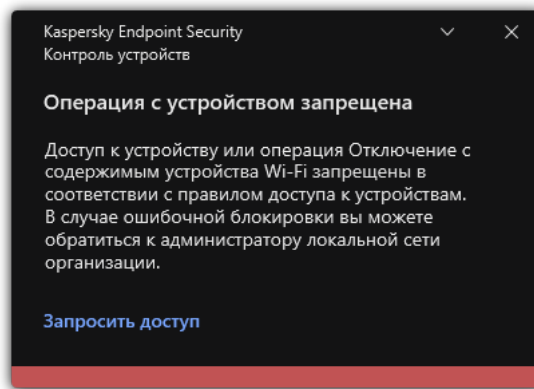 Kaspersky Endpoint Security
Контроль устройств
Операция с устройством запрещена
Доступ к устройству или операция Отключение с
содержимым устройства Wi-Fi запрещены в
соответствии с правилом доступа к устройствам.
В случае ошибочной блокировки вы можете
обратиться к администратору локальной сети
организации.
Запросить доступ